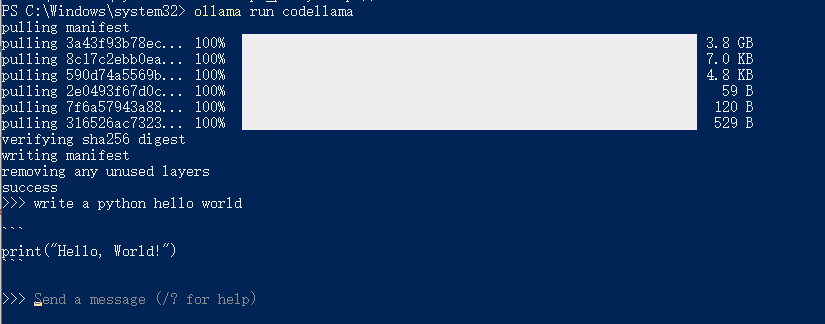 PS C:\Windows\system32> ollama run codellama
pulling manifest
pulling 3a43f93b78ec... 100% 3.8 GB
pulling 8c17c2ebb0ea... 100% 7.0 KB
pulling 590d74a5569b... 100% 4.8 KB
pulling 2e0493f67d0c... 100% 59 B
pulling 7f6a57943a88... 100% 120 B
pulling 316526ac7323... 100% 529 B
verifying sha256 digest
writing manifest
removing any unused layers
success
>>> write a python hello world
```
print("Hello, World!")
```
>>> Send a message (/? for help)